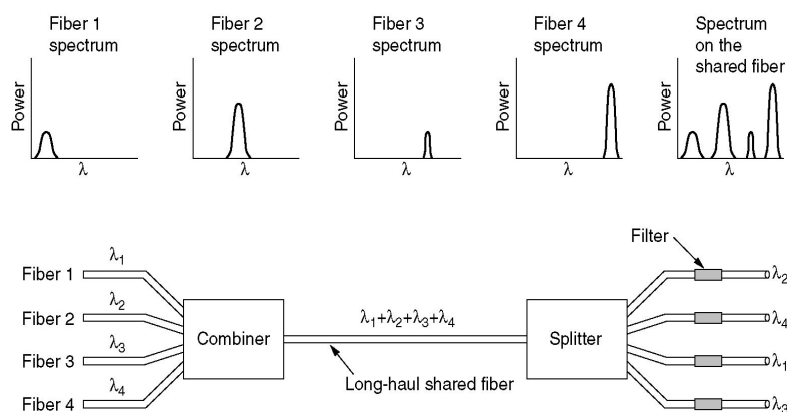 Fiber 1
spectrum
Fiber 2
spectrum
Fiber 3
spectrum
Fiber 4
spectrum
Spectrum
on the
shared fiber
Power
λ
Power
λ
Power
λ
Power
λ
Power
λ
Filter
Fiber 1
λ1
Fiber 2
λ2
Fiber 3
λ3
Fiber 4
λ4
Combiner
λ1+λ2+λ3+λ4
Long-haul shared fiber
Splitter
λ2
λ4
λ1
λ3